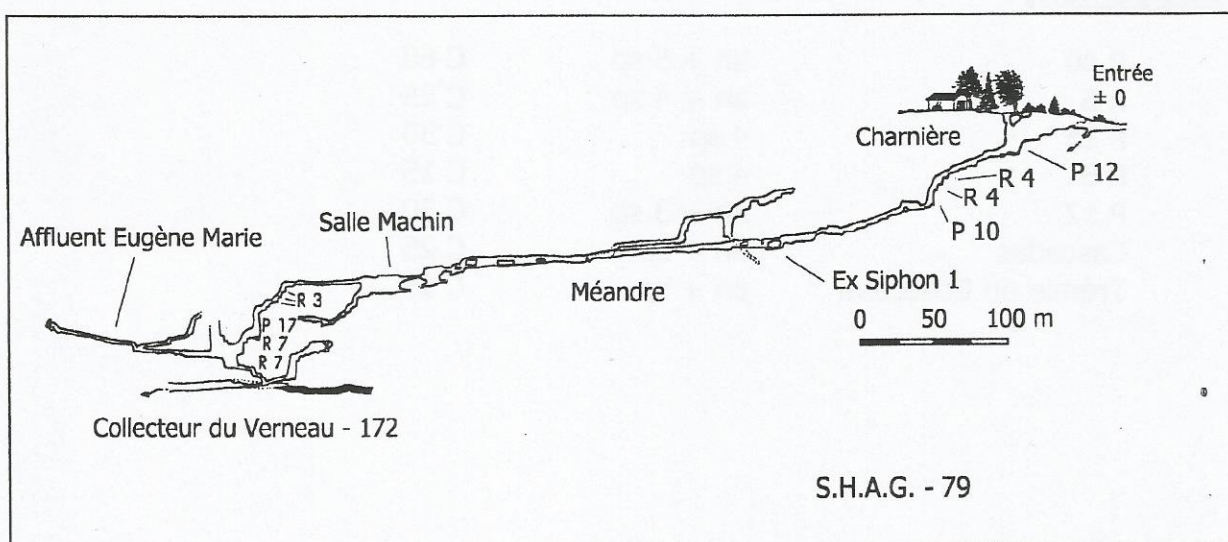 Entrée
± 0
Charnière
P 12
R 4
R 4
P 10
Salle Machin
Affluent Eugène Marie
Ex Siphon 1
Méandre
R 3
P 17
R 7
R 7
0 50 100 m
Collecteur du Verneau - 172
S.H.A.G. - 79